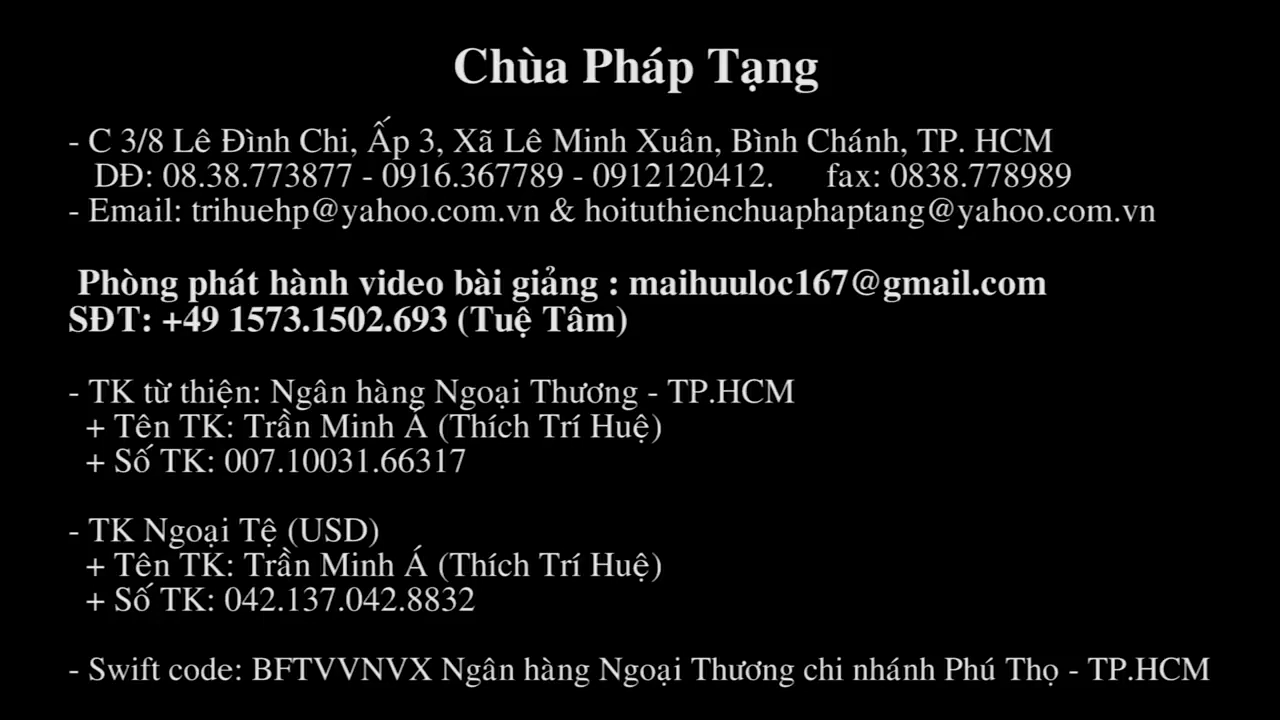 Chùa Pháp Tạng
- C 3/8 Lê Đình Chi, Ấp 3, Xã Lê Minh Xuân, Bình Chánh, TP. HCM
DĐ: 08.38.773877 - 0916.367789 - 0912120412. fax: 0838.778989
- Email: trihuehp@yahoo.com.vn & hoituthienchuaphaptang@yahoo.com.vn
Phòng phát hành video bài giảng : maihuuloc167@gmail.com
SĐT: +49 1573.1502.693 (Tuệ Tâm)
- TK từ thiện: Ngân hàng Ngoại Thương - TP.HCM
+ Tên TK: Trần Minh Á (Thích Trí Huệ)
+ Số TK: 007.10031.66317
- TK Ngoại Tệ (USD)
+ Tên TK: Trần Minh Á (Thích Trí Huệ)
+ Số TK: 042.137.042.8832
- Swift code: BFTVVNVX Ngân hàng Ngoại Thương chi nhánh Phú Thọ - TP.HCM